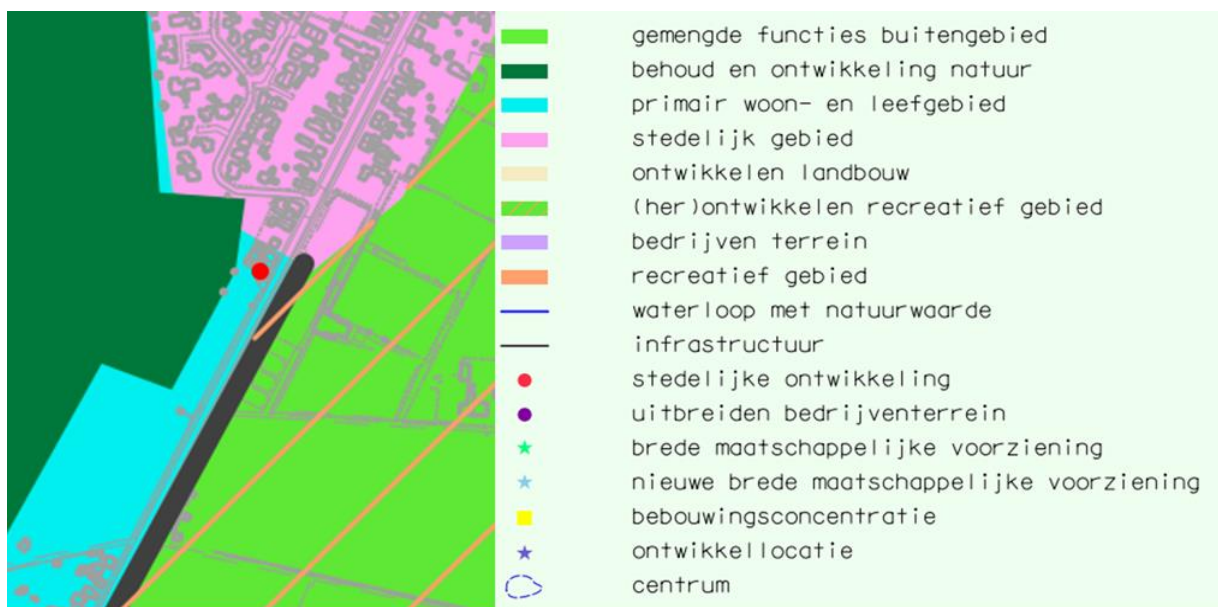 gemengde functies buitengebied
behoud en ontwikkeling natuur
primair woon- en leefgebied
stedelijk gebied
ontwikkelen landbouw
(her)ontwikkelen recreatief gebied
bedrijven terrein
recreatief gebied
waterloop met natuurwaarde
infrastructuur
stedelijke ontwikkeling
uitbreiden bedrijventerrein
brede maatschappelijke voorziening
nieuwe brede maatschappelijke voorziening
bebouwingsconcentratie
ontwikkellocatie
centrum